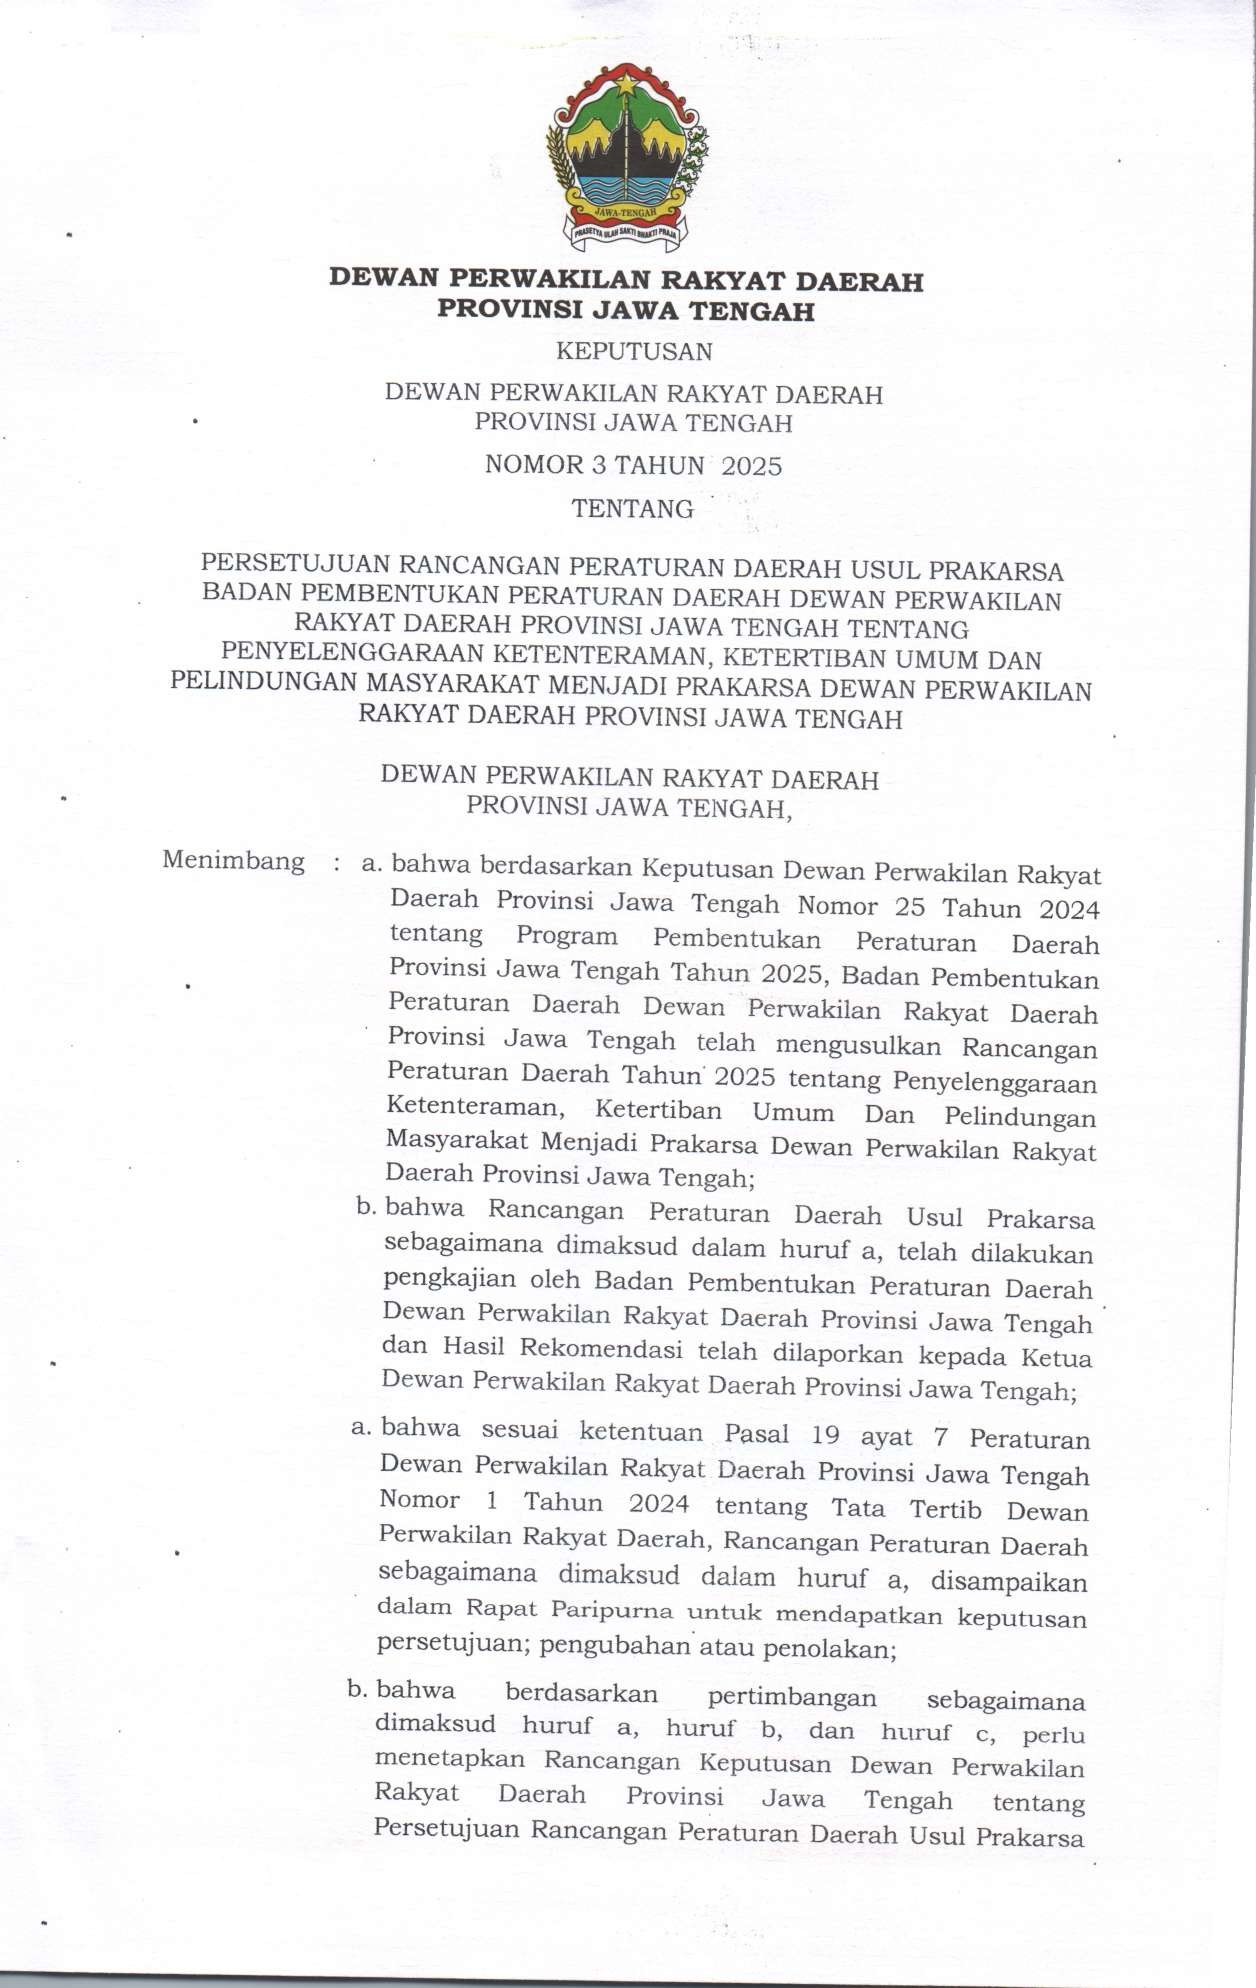 JAWA-TENGAH
PRASETYA ULAH SAKTI BHAKTI PRAJA
DEWAN PERWAKILAN RAKYAT DAERAH
PROVINSI JAWA TENGAH
KEPUTUSAN
DEWAN PERWAKILAN RAKYAT DAERAH
PROVINSI JAWA TENGAH
NOMOR 3 TAHUN 2025
TENTANG
PERSETUJUAN RANCANGAN PERATURAN DAERAH USUL PRAKARSA
BADAN PEMBENTUKAN PERATURAN DAERAH DEWAN PERWAKILAN
RAKYAT DAERAH PROVINSI JAWA TENGAH TENTANG
PENYELENGGARAAN KETENTERAMAN, KETERTIBAN UMUM DAN
PELINDUNGAN MASYARAKAT MENJADI PRAKARSA DEWAN PERWAKILAN
RAKYAT DAERAH PROVINSI JAWA TENGAH
DEWAN PERWAKILAN RAKYAT DAERAH
PROVINSI JAWA TENGAH,
Menimbang : a. bahwa berdasarkan Keputusan Dewan Perwakilan Rakyat
Daerah Provinsi Jawa Tengah Nomor 25 Tahun 2024
tentang Program Pembentukan Peraturan Daerah
Provinsi Jawa Tengah Tahun 2025, Badan Pembentukan
Peraturan Daerah Dewan Perwakilan Rakyat Daerah
Provinsi Jawa Tengah telah mengusulkan Rancangan
Peraturan Daerah Tahun 2025 tentang Penyelenggaraan
Ketenteraman, Ketertiban Umum Dan Pelindungan
Masyarakat Menjadi Prakarsa Dewan Perwakilan Rakyat
Daerah Provinsi Jawa Tengah;
b. bahwa Rancangan Peraturan Daerah Usul Prakarsa
sebagaimana dimaksud dalam huruf a, telah dilakukan
pengkajian oleh Badan Pembentukan Peraturan Daerah
Dewan Perwakilan Rakyat Daerah Provinsi Jawa Tengah
dan Hasil Rekomendasi telah dilaporkan kepada Ketua
Dewan Perwakilan Rakyat Daerah Provinsi Jawa Tengah;
a. bahwa sesuai ketentuan Pasal 19 ayat 7 Peraturan
Dewan Perwakilan Rakyat Daerah Provinsi Jawa Tengah
Nomor 1 Tahun 2024 tentang Tata Tertib Dewan
Perwakilan Rakyat Daerah, Rancangan Peraturan Daerah
sebagaimana dimaksud dalam huruf a, disampaikan
dalam Rapat Paripurna untuk mendapatkan keputusan
persetujuan; pengubahan atau penolakan;
b. bahwa berdasarkan pertimbangan sebagaimana
dimaksud huruf a, huruf b, dan huruf c, perlu
menetapkan Rancangan Keputusan Dewan Perwakilan
Rakyat Daerah Provinsi Jawa Tengah tentang
Persetujuan Rancangan Peraturan Daerah Usul Prakarsa